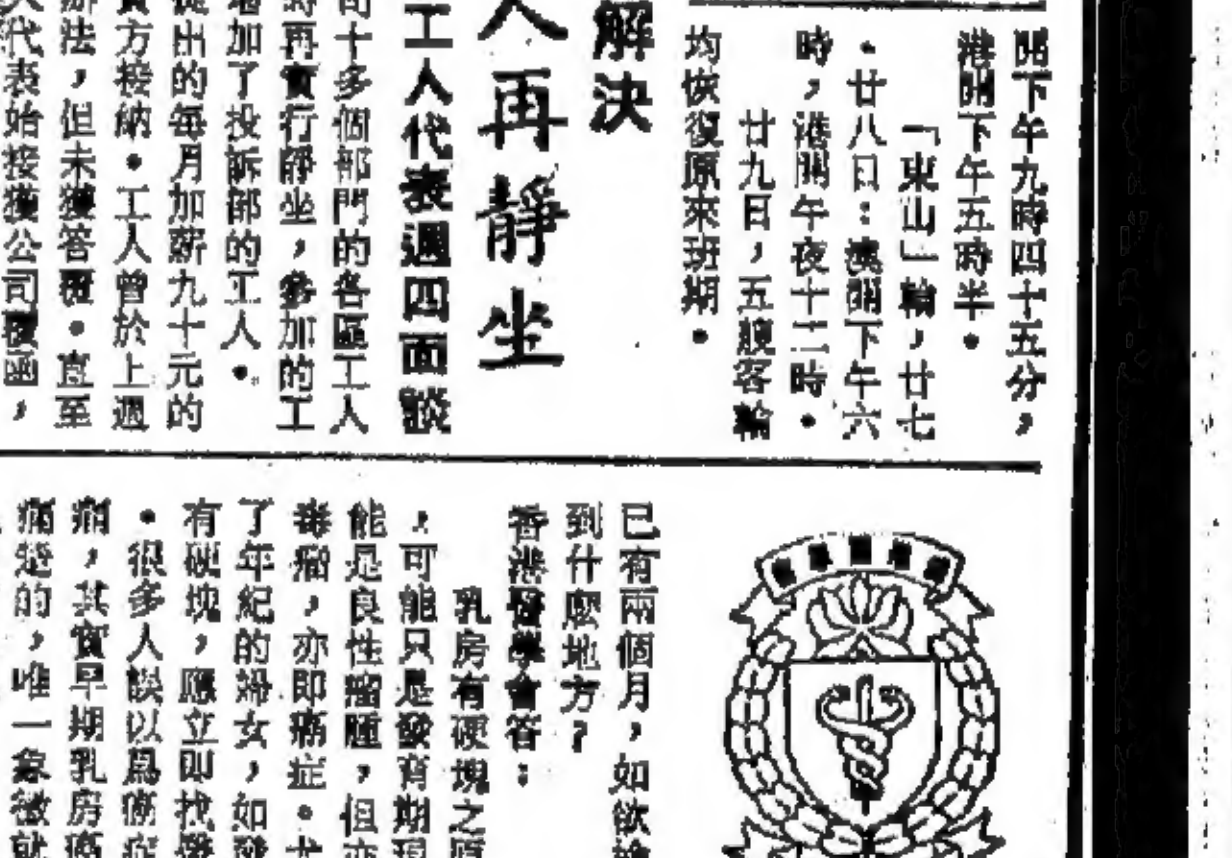 開下午九時四十五分，
港開下午五時半。
「東山」輪，廿七
。廿八日：澳開下午六
時，港開午夜十二時。
廿九日，五艘客輪
均恢復原來班期。
解決
人再靜坐
工人代表週四面談
司十多個部門的各區工人
時再實行靜坐，參加的工
增加了投訴部的工人。
提出的每月加薪九十元的
資方接納。工人曾於上週
辦法，但未獲答覆。直至
人代表始接獲公司覆函，
已有兩個月，如欲
到什麼地方？
香港醫學會答：
乳房有硬塊之原
，可能只是發育期現
能是良性瘤腫，但亦
毒瘤，亦即癌症。尤
了年紀的婦女，如發
有硬塊，應立即找醫
。很多人誤以爲癌症
痛，其實早期乳房癌
痛楚的，唯一象徵就